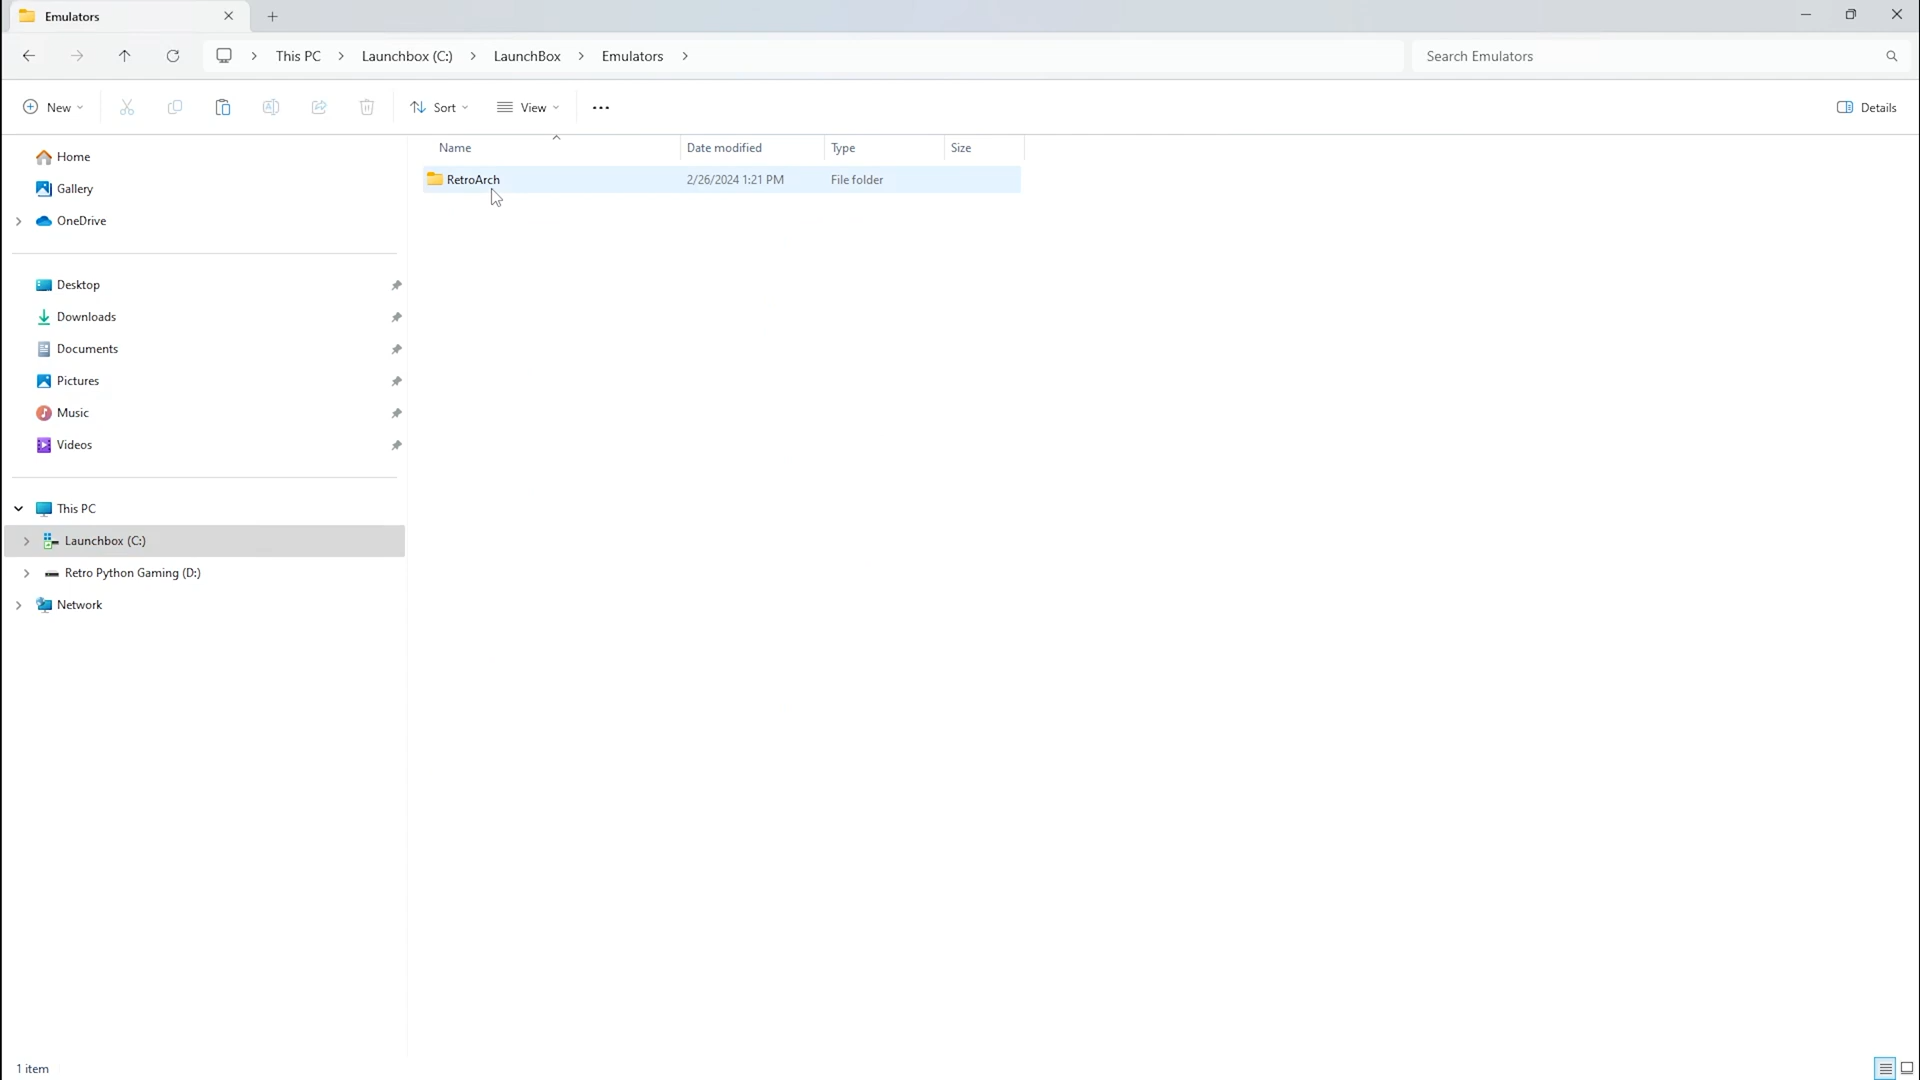 Emulators
This PC > Launchbox (C:) > LaunchBox > Emulators >
Search Emulators
New
Sort
View
Details
Name
Date modified
Type
Size
RetroArch
2/26/2024 1:21 PM
File folder
Home
Gallery
OneDrive
Desktop
Downloads
Documents
Pictures
Music
Videos
This PC
Launchbox (C:)
Retro Python Gaming (D:)
Network
1 item